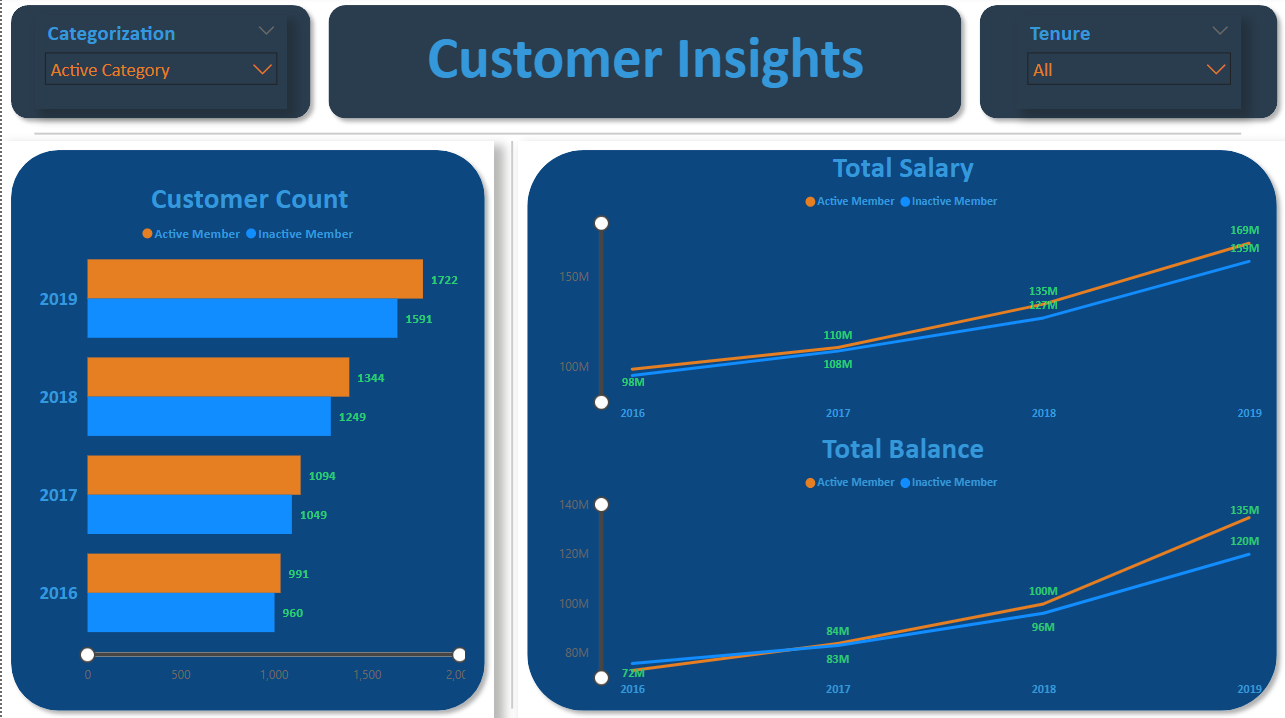 Categorization
Active Category
Customer Insights
Tenure
All
Customer Count
Active Member Inactive Member
2019
1722
1591
2018
1344
1249
2017
1094
1049
2016
991
960
0 500 1,000 1,500 2,00
Total Salary
Active Member Inactive Member
150M
100M
98M
110M
108M
135M
127M
169M
159M
2016 2017 2018 2019
Total Balance
Active Member Inactive Member
140M
120M
100M
80M
72M
84M
83M
100M
96M
135M
120M
2016 2017 2018 2019